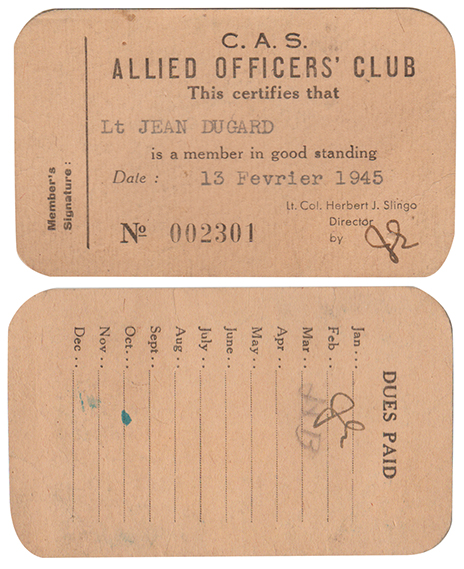 C. A. S.
ALLIED OFFICERS' CLUB
This certifies that
Lt JEAN DUGARD
is a member in good standing
Date : 13 Fevrier 1945
Lt. Col. Herbert J. Slingo
Director
by
Nº 002301
Member's
Signature :
DUES PAID
Jan..
Feb..
Mar..
Apr..
May..
June..
July..
Aug..
Sept.
Oct...
Nov..
Dec..